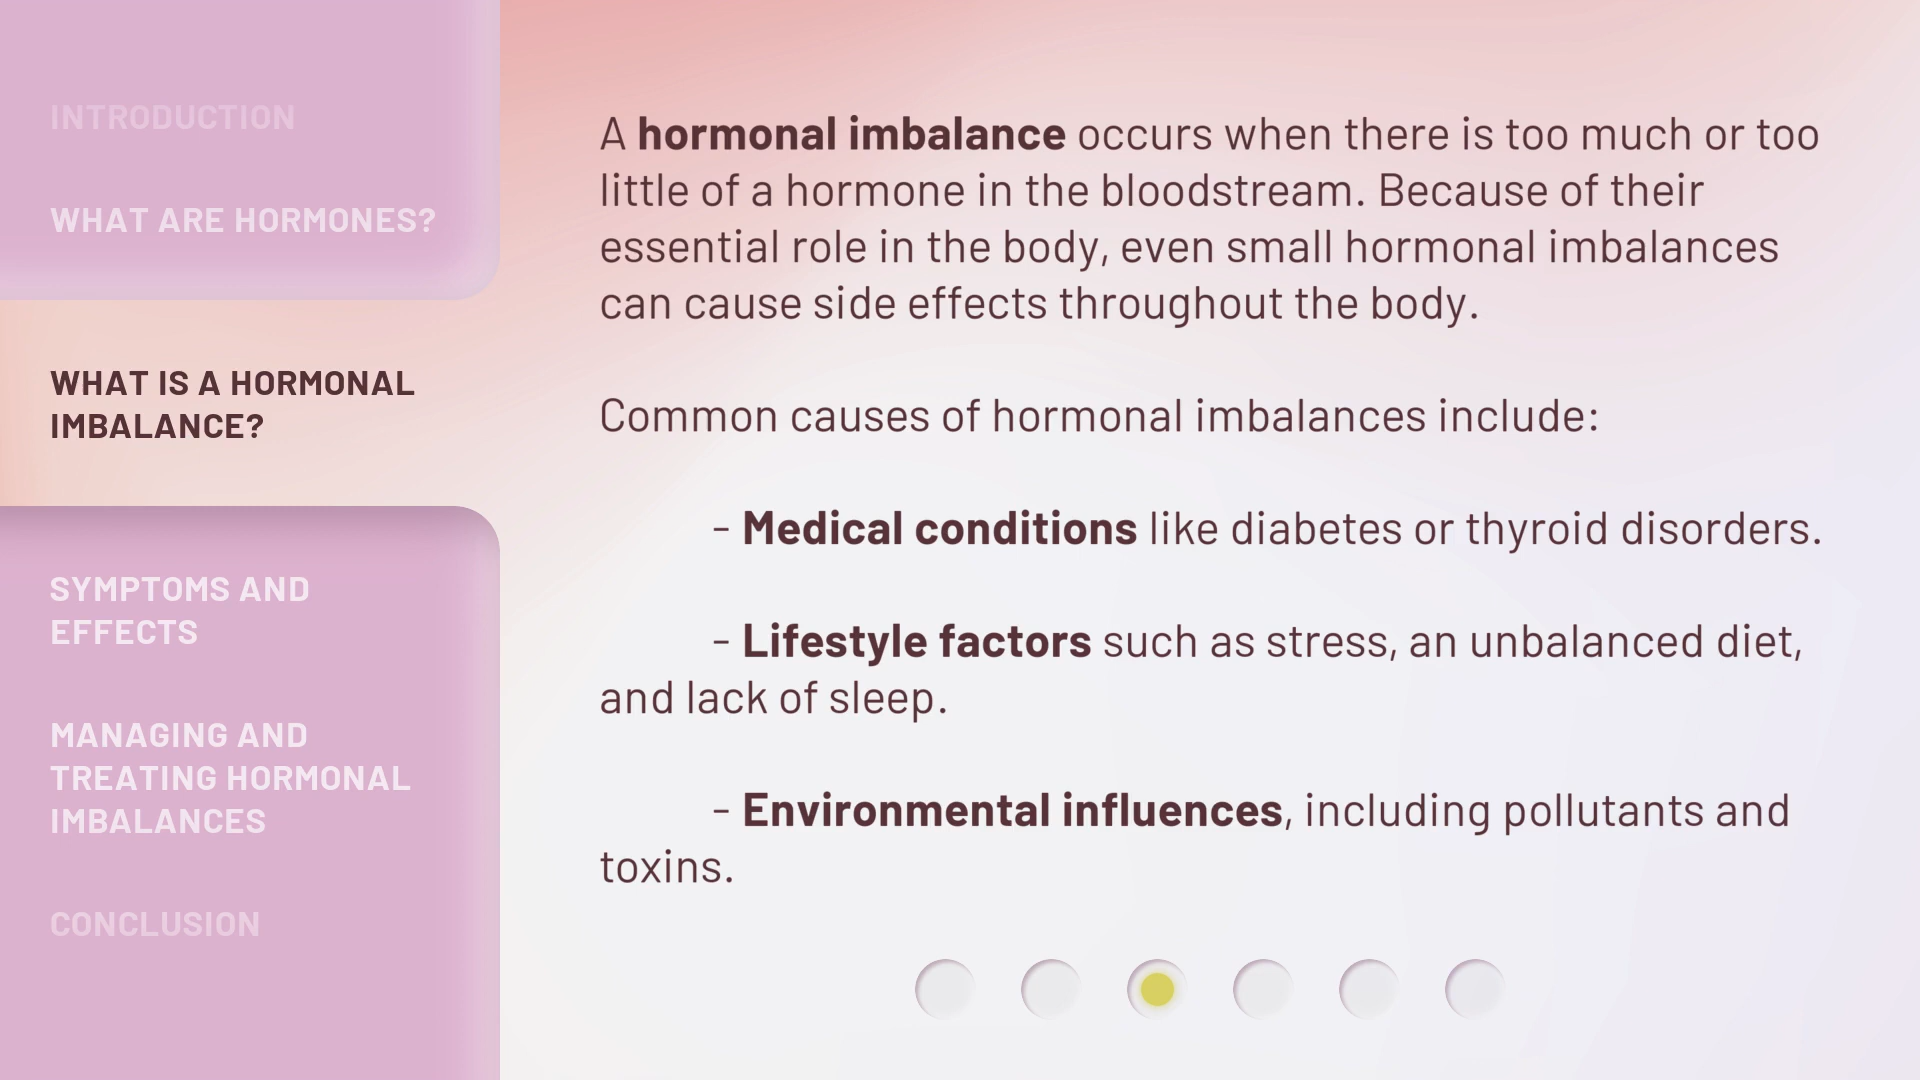 INTRODUCTION
WHAT ARE HORMONES?
WHAT IS A HORMONAL
IMBALANCE?
SYMPTOMS AND
EFFECTS
MANAGING AND
TREATING HORMONAL
IMBALANCES
CONCLUSION
A hormonal imbalance occurs when there is too much or too
little of a hormone in the bloodstream. Because of their
essential role in the body, even small hormonal imbalances
can cause side effects throughout the body.
Common causes of hormonal imbalances include:
- Medical conditions like diabetes or thyroid disorders.
- Lifestyle factors such as stress, an unbalanced diet,
and lack of sleep.
- Environmental influences, including pollutants and
toxins.